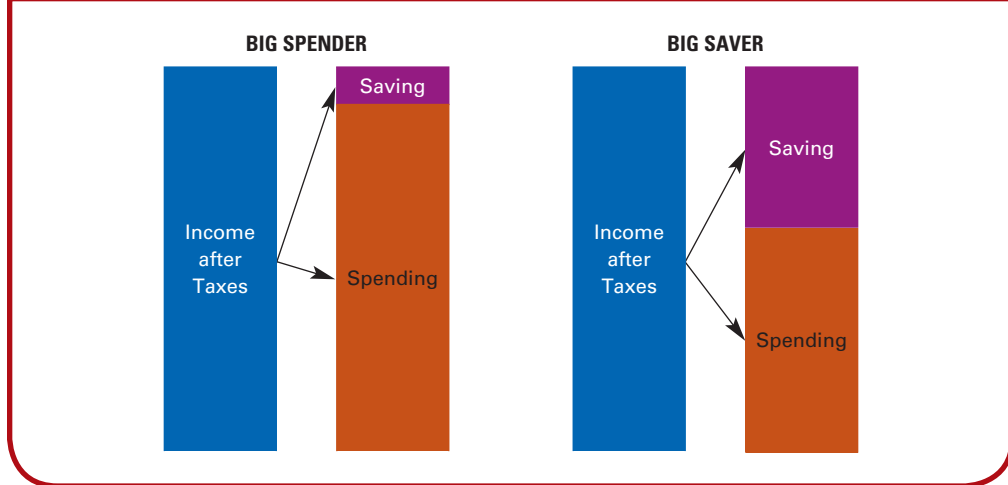 BIG SPENDER
Saving
Income
after
Taxes
Spending
BIG SAVER
Saving
Income
after
Taxes
Spending